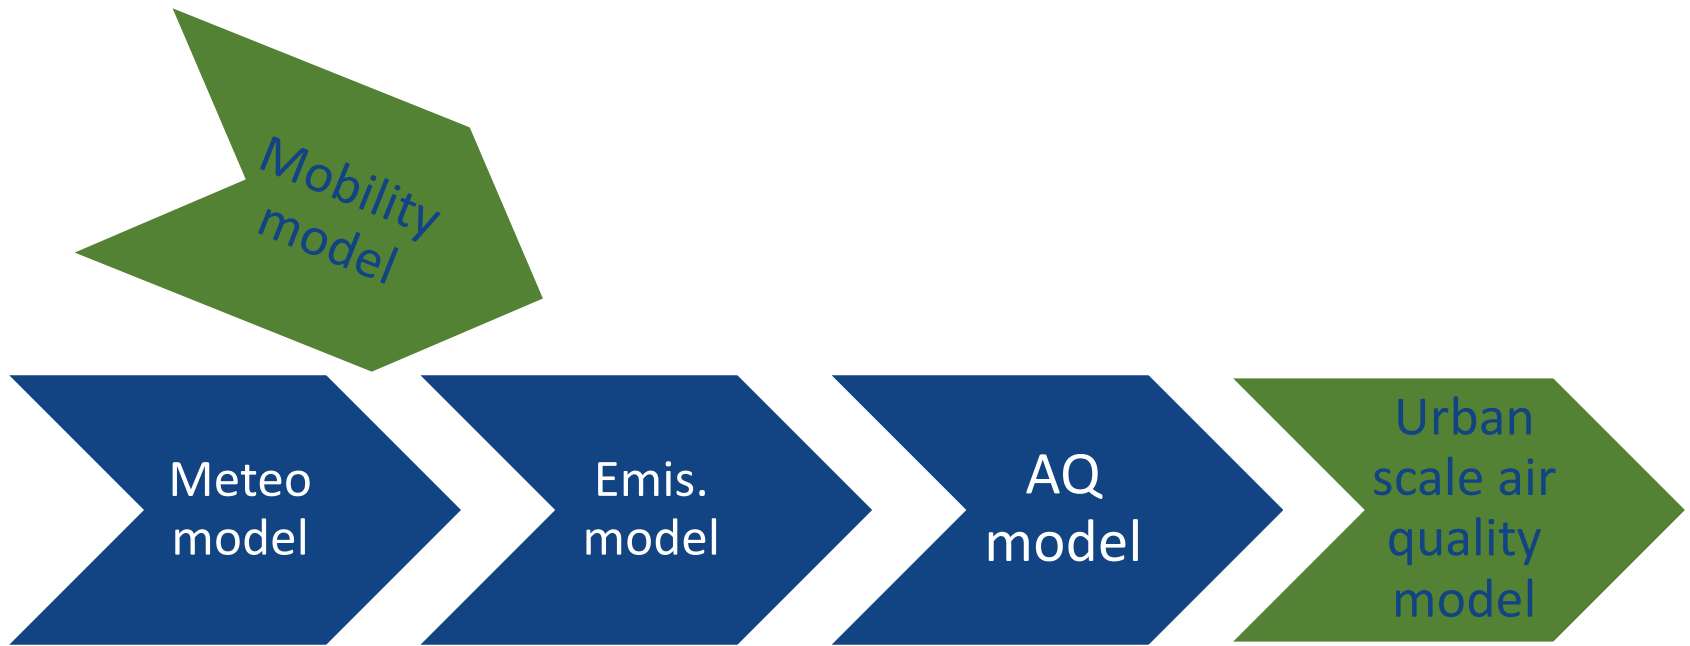 Mobility
model
Meteo
model
Emis.
model
AQ
model
Urban
scale air
quality
model